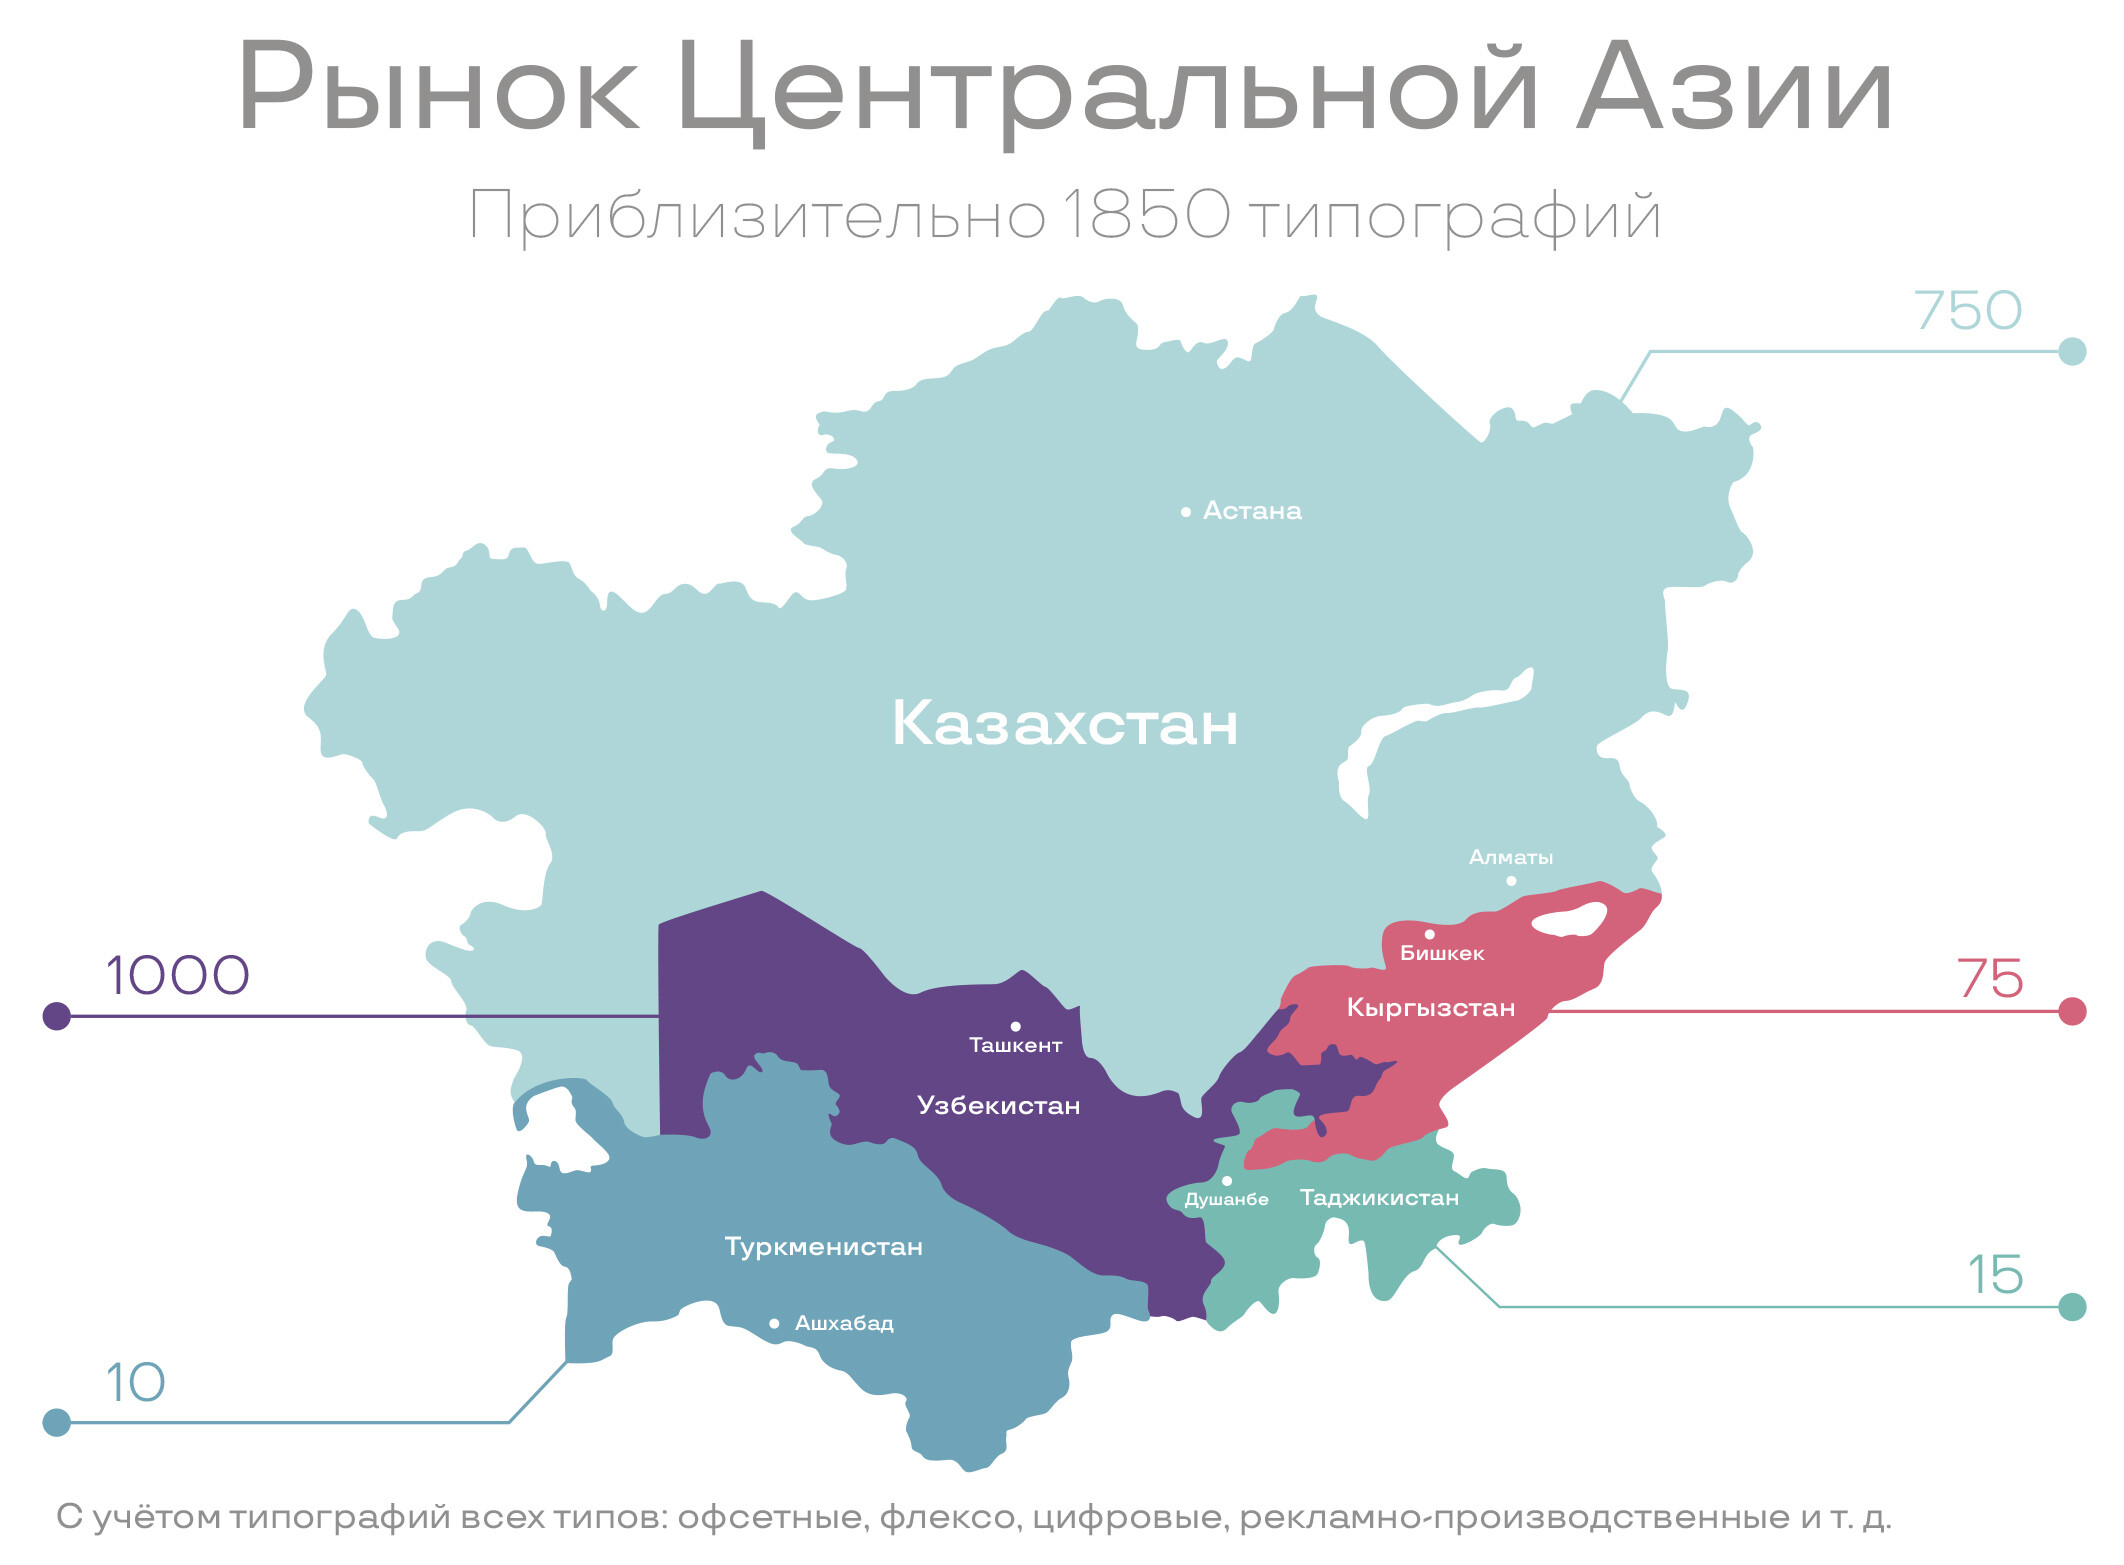 Рынок Центральной Азии
Приблизительно 1850 типографий
750
Астана
Казахстан
Алматы
Бишкек
1000
75
Кыргызстан
Ташкент
Узбекистан
Душанбе
Таджикистан
Туркменистан
15
Ашхабад
10
С учётом типографий всех типов: офсетные, флексо, цифровые, рекламно-производственные и т. д.